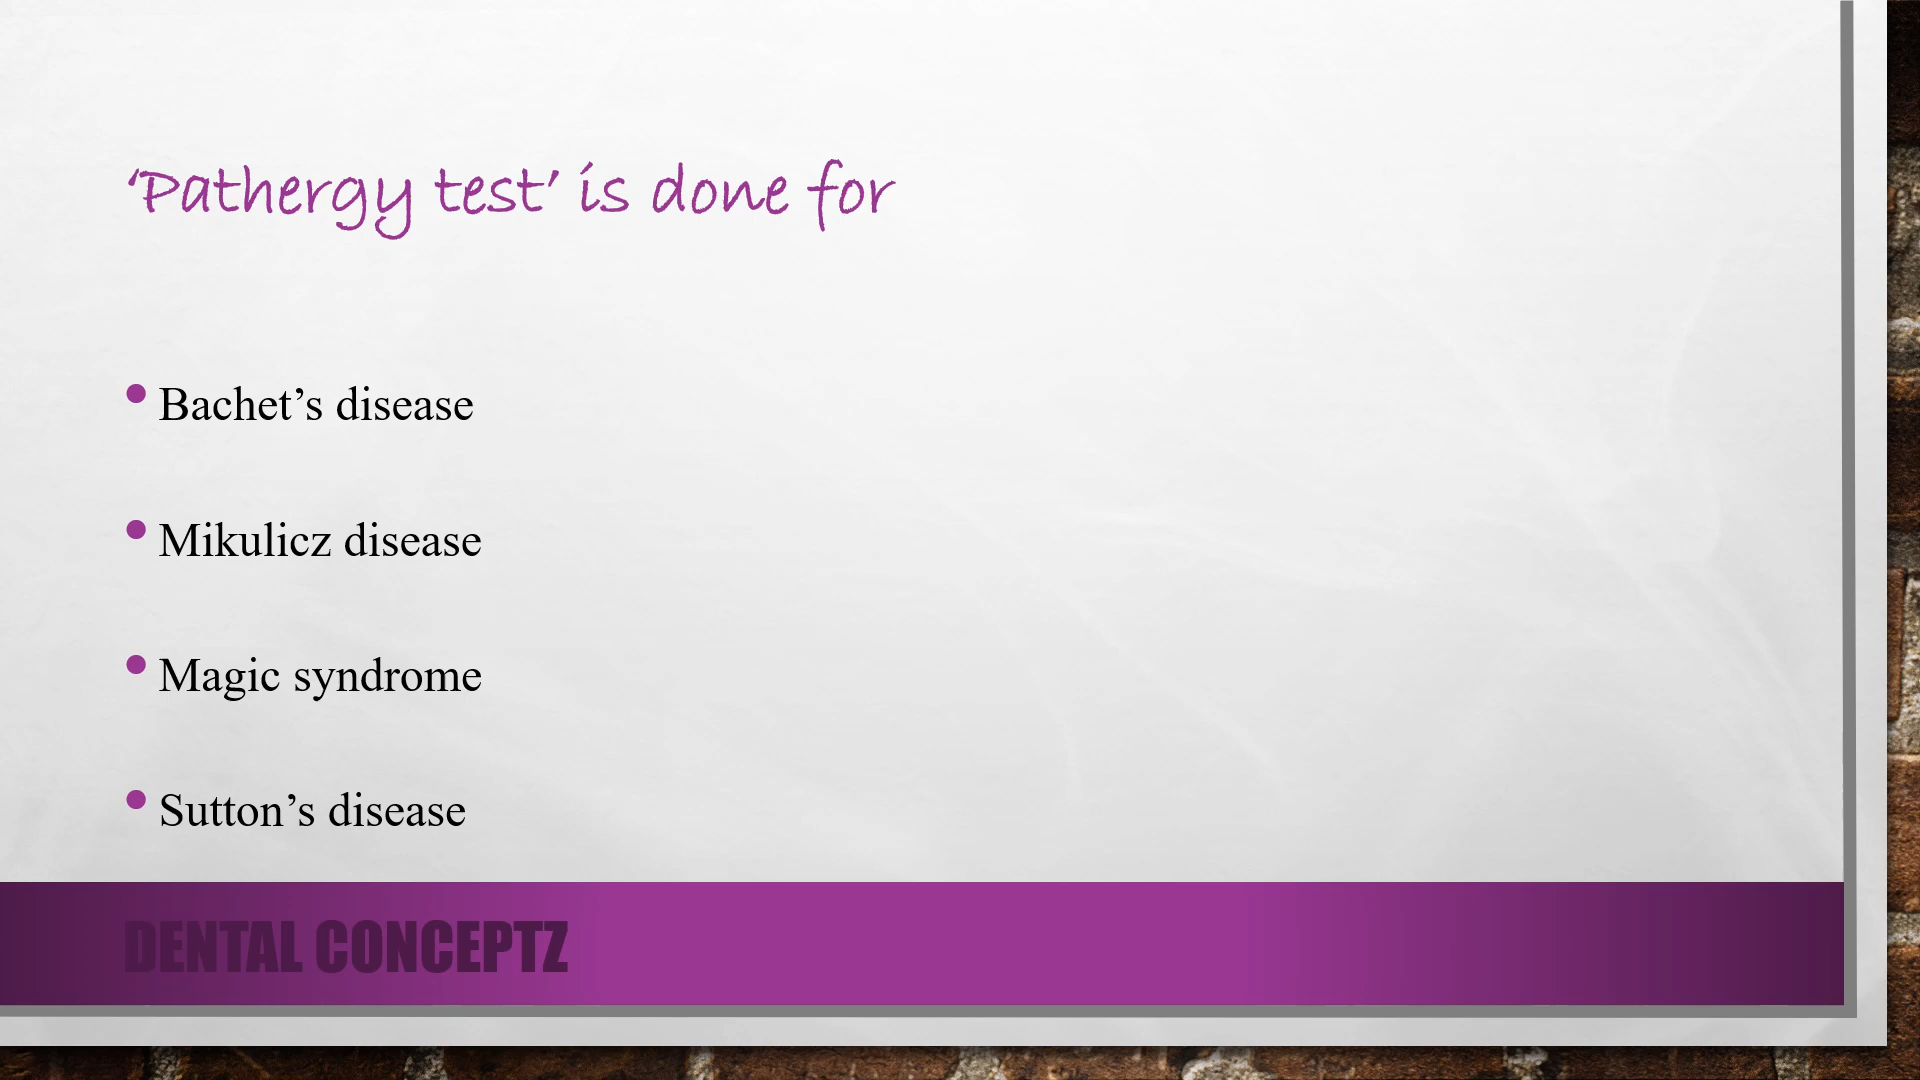 ‘Pathergy test’ is done for
• Bachet’s disease
• Mikulicz disease
• Magic syndrome
• Sutton’s disease
DENTAL CONCEPTZ